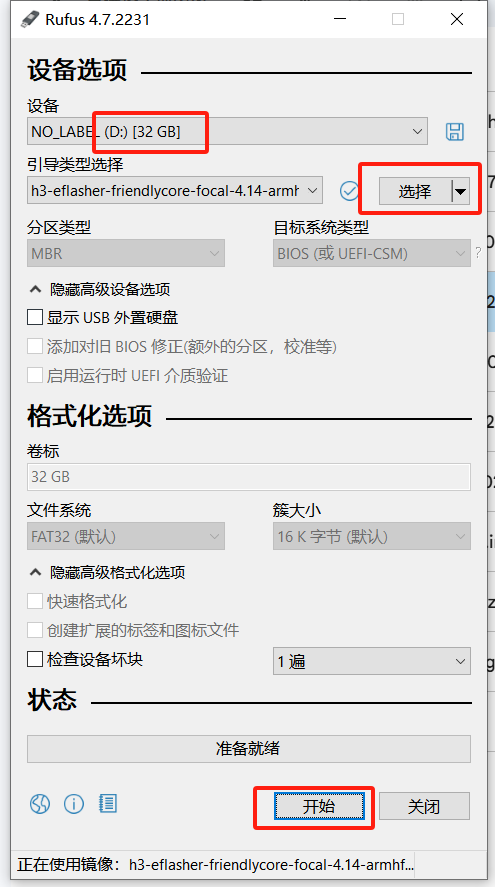 Rufus 4.7.2231
设备选项
设备
NO_LABEL (D:) [32 GB]
引导类型选择
h3-eflasher-friendlycore-focal-4.14-armh
选择
分区类型 目标系统类型
MBR BIOS (或 UEFI-CSM) ?
隐藏高级设备选项
显示 USB 外置硬盘
添加对旧 BIOS 修正(额外的分区，校准等)
启用运行时 UEFI 介质验证
格式化选项
卷标
32 GB
文件系统 簇大小
FAT32 (默认) 16 K 字节 (默认)
隐藏高级格式化选项
快速格式化
创建扩展的标签和图标文件
检查设备坏块 1 遍
状态
准备就绪
开始 关闭
正在使用镜像：h3-eflasher-friendlycore-focal-4.14-armhf...